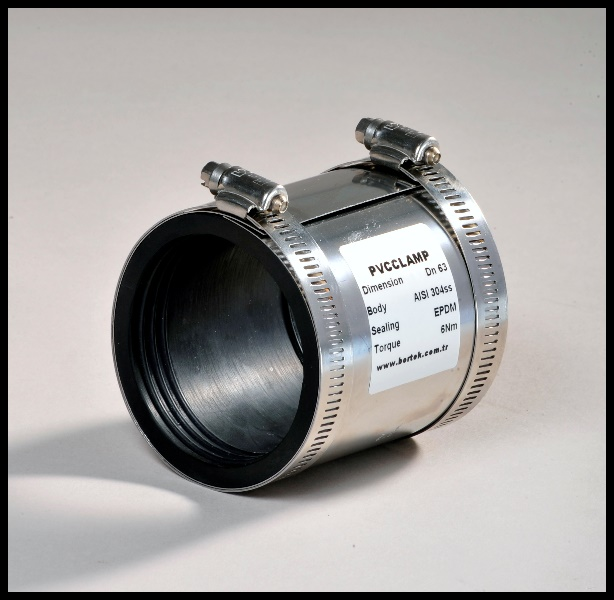 PVCCLAMP
Dimension Dn 63
Body AISI 304ss
Sealing EPDM
Torque 6Nm
www.bortek.com.tr